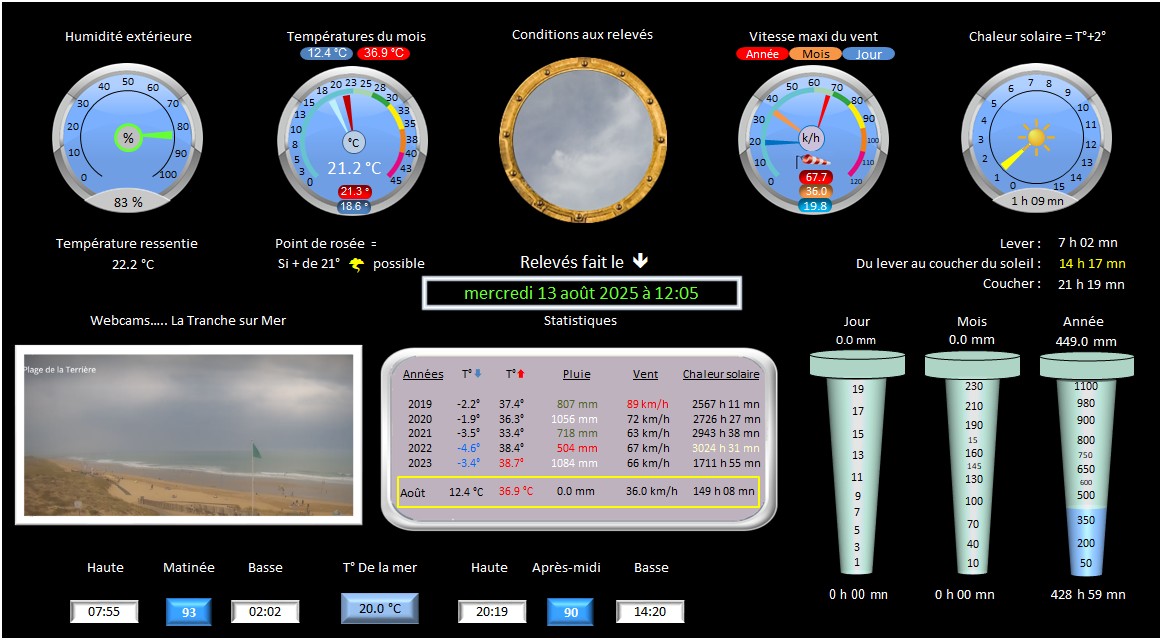 Humidité extérieure
Températures du mois
12.4 °C 36.9 °C
Conditions aux relevés
Vitesse maxi du vent
Année Mois Jour
Chaleur solaire = T°+2°
0 10 20 30 40 50 60 70 80 90 100
%
83 %
0 3 5 8 10 13 15 18 20 23 25 28 30 33 35 38 40 43 45
°C
21.2 °C
21.3 °
18.6 °
0 10 20 30 40 50 60 70 80 90 100 110 120
k/h
67.7
36.0
19.8
0 1 2 3 4 5 6 7 8 9 10 11 12 13 14 15
1 h 09 mn
Température ressentie
22.2 °C
Point de rosée =
Si + de 21° possible
Relevés fait le
mercredi 13 août 2025 à 12:05
Lever : 7 h 02 mn
Du lever au coucher du soleil : 14 h 17 mn
Coucher : 21 h 19 mn
Webcams..... La Tranche sur Mer
Plage de la Terrière
Statistiques
Années T° T° Pluie Vent Chaleur solaire
2019 -2.2° 37.4° 807 mm 89 km/h 2567 h 11 mn
2020 -1.9° 36.3° 1056 mm 72 km/h 2726 h 27 mn
2021 -3.5° 33.4° 718 mm 63 km/h 2943 h 38 mn
2022 -4.6° 38.4° 504 mm 67 km/h 3024 h 31 mn
2023 -3.4° 38.7° 1084 mm 66 km/h 1711 h 55 mn
Août 12.4 °C 36.9 °C 0.0 mm 36.0 km/h 149 h 08 mn
Jour
0.0 mm
19
17
15
13
11
9
7
5
3
1
0 h 00 mn
Mois
0.0 mm
230
210
190
15
160
145
130
100
70
40
10
0 h 00 mn
Année
449.0 mm
1100
980
900
800
750
650
600
500
350
200
50
428 h 59 mn
Haute Matinée Basse
07:55 93 02:02
T° De la mer
20.0 °C
Haute Après-midi Basse
20:19 90 14:20